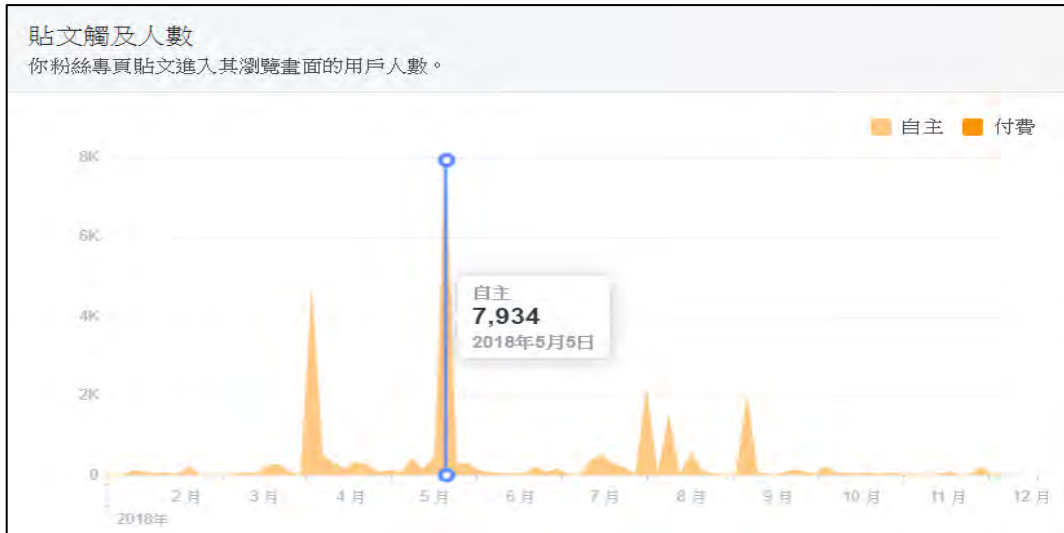 貼文觸及人數
你粉絲專頁貼文進入其瀏覽畫面的用戶人數。
自主 付費
8K
6K
自主
7,934
2018年5月5日
4K
2K
0
2月 3月 4月 5月 6月 7月 8月 9月 10月 11月 12月
2018年